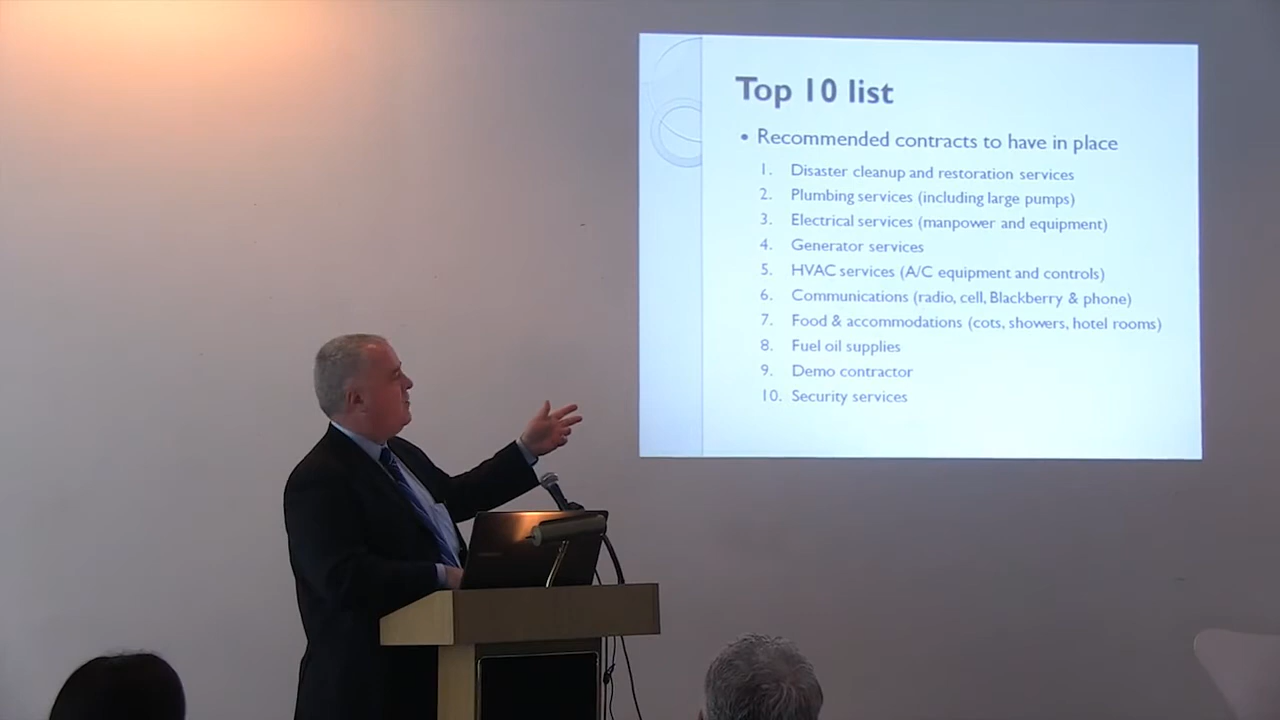 Top 10 list
• Recommended contracts to have in place
1. Disaster cleanup and restoration services
2. Plumbing services (including large pumps)
3. Electrical services (manpower and equipment)
4. Generator services
5. HVAC services (A/C equipment and controls)
6. Communications (radio, cell, Blackberry & phone)
7. Food & accommodations (cots, showers, hotel rooms)
8. Fuel oil supplies
9. Demo contractor
10. Security services